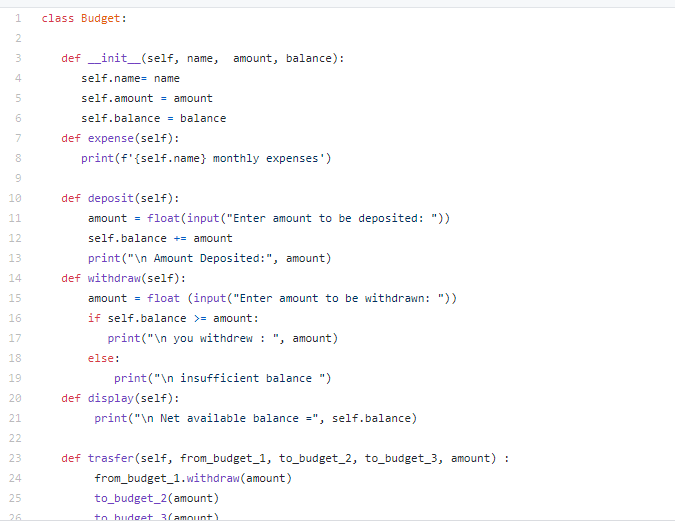 1 class Budget:
2
3 def __init__(self, name,  amount, balance):
4 self.name= name
5 self.amount = amount
6 self.balance = balance
7 def expense(self):
8 print(f'{self.name} monthly expenses')
9
10 def deposit(self):
11 amount = float(input("Enter amount to be deposited: "))
12 self.balance += amount
13 print("\n Amount Deposited:", amount)
14 def withdraw(self):
15 amount = float (input("Enter amount to be withdrawn: "))
16 if self.balance >= amount:
17 print("\n you withdrew : ", amount)
18 else:
19 print("\n insufficient balance ")
20 def display(self):
21 print("\n Net available balance =", self.balance)
22
23 def trasfer(self, from_budget_1, to_budget_2, to_budget_3, amount) :
24 from_budget_1.withdraw(amount)
25 to_budget_2(amount)
26 to_budget_3(amount)